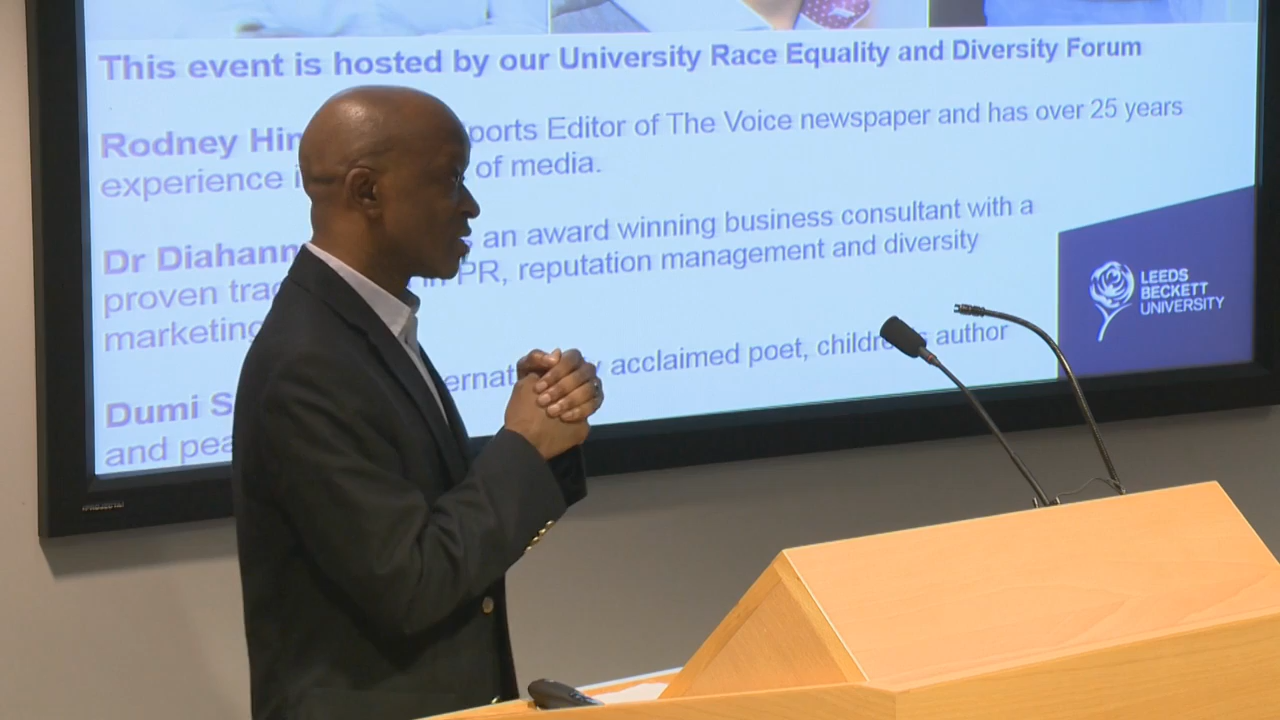 This event is hosted by our University Race Equality and Diversity Forum
Rodney Hin ports Editor of The Voice newspaper and has over 25 years
experience i of media.
Dr Diahann an award winning business consultant with a
proven trac in PR, reputation management and diversity
marketing
Dumi S ernat y acclaimed poet, childre s author
and pea
LEEDS
BECKETT
UNIVERSITY